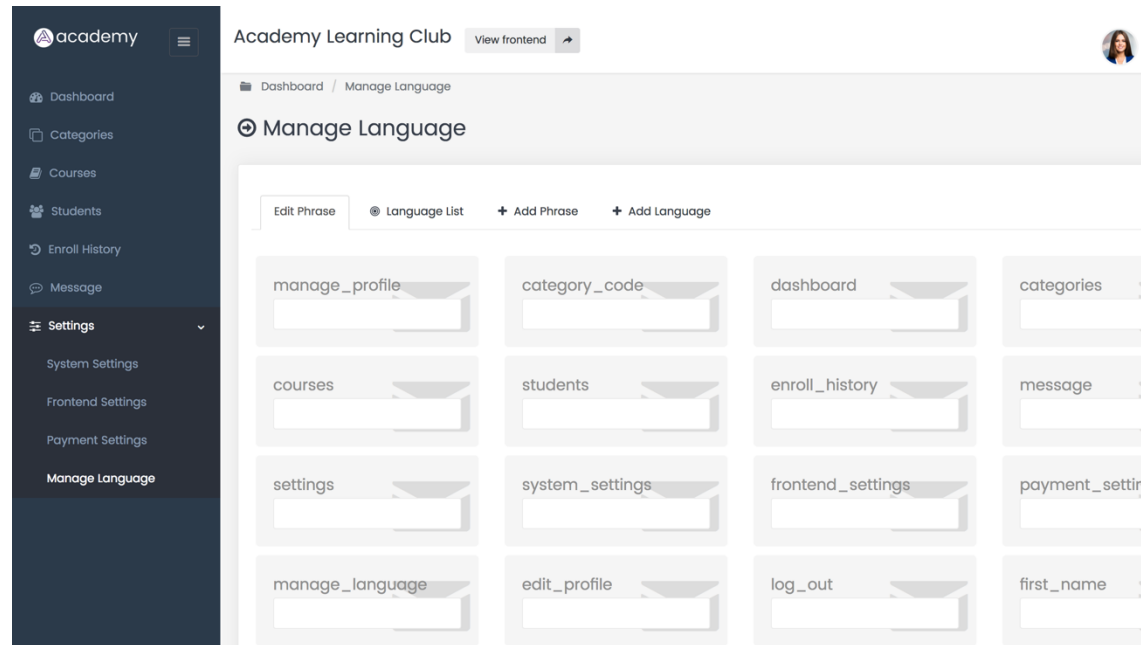 academy
Academy Learning Club View frontend
Dashboard
Categories
Courses
Students
Enroll History
Message
Settings
System Settings
Frontend Settings
Payment Settings
Manage Language
Dashboard / Manage Language
Manage Language
Edit Phrase Language List + Add Phrase + Add Language
manage_profile category_code dashboard categories
courses students enroll_history message
settings system_settings frontend_settings
manage_language edit_profile log_out first_name